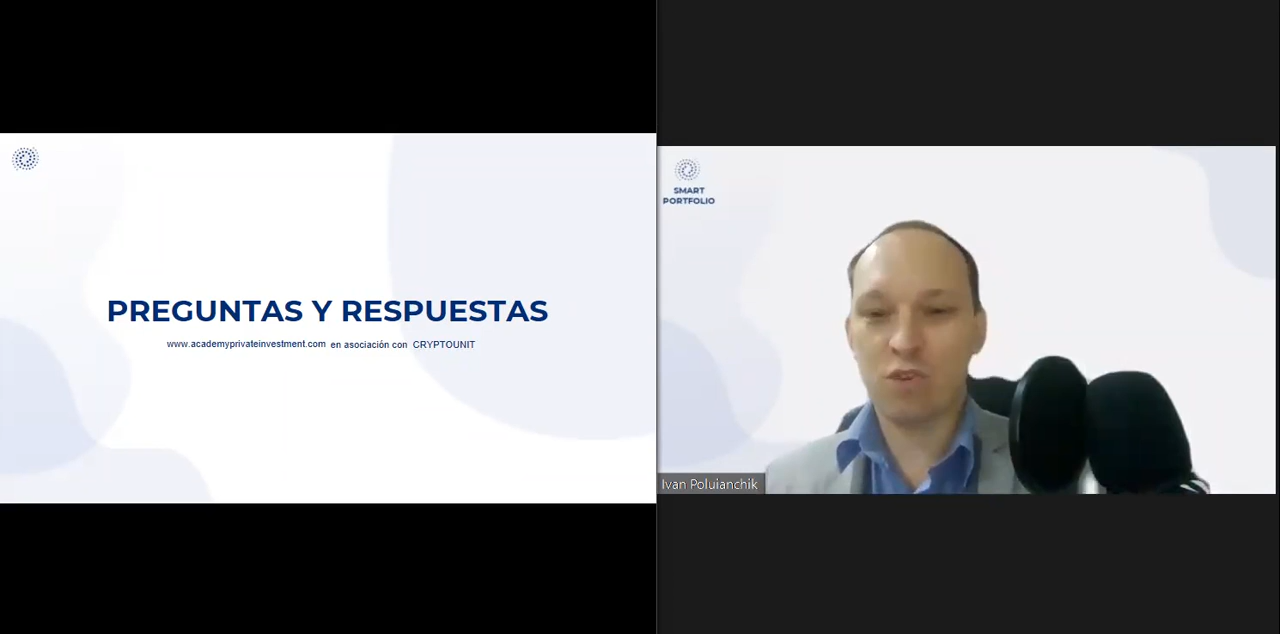 PREGUNTAS Y RESPUESTAS
www.academyprivateinvestment.com en asociación con CRYPTOUNIT
SMART
PORTFOLIO
Ivan Poluianchik